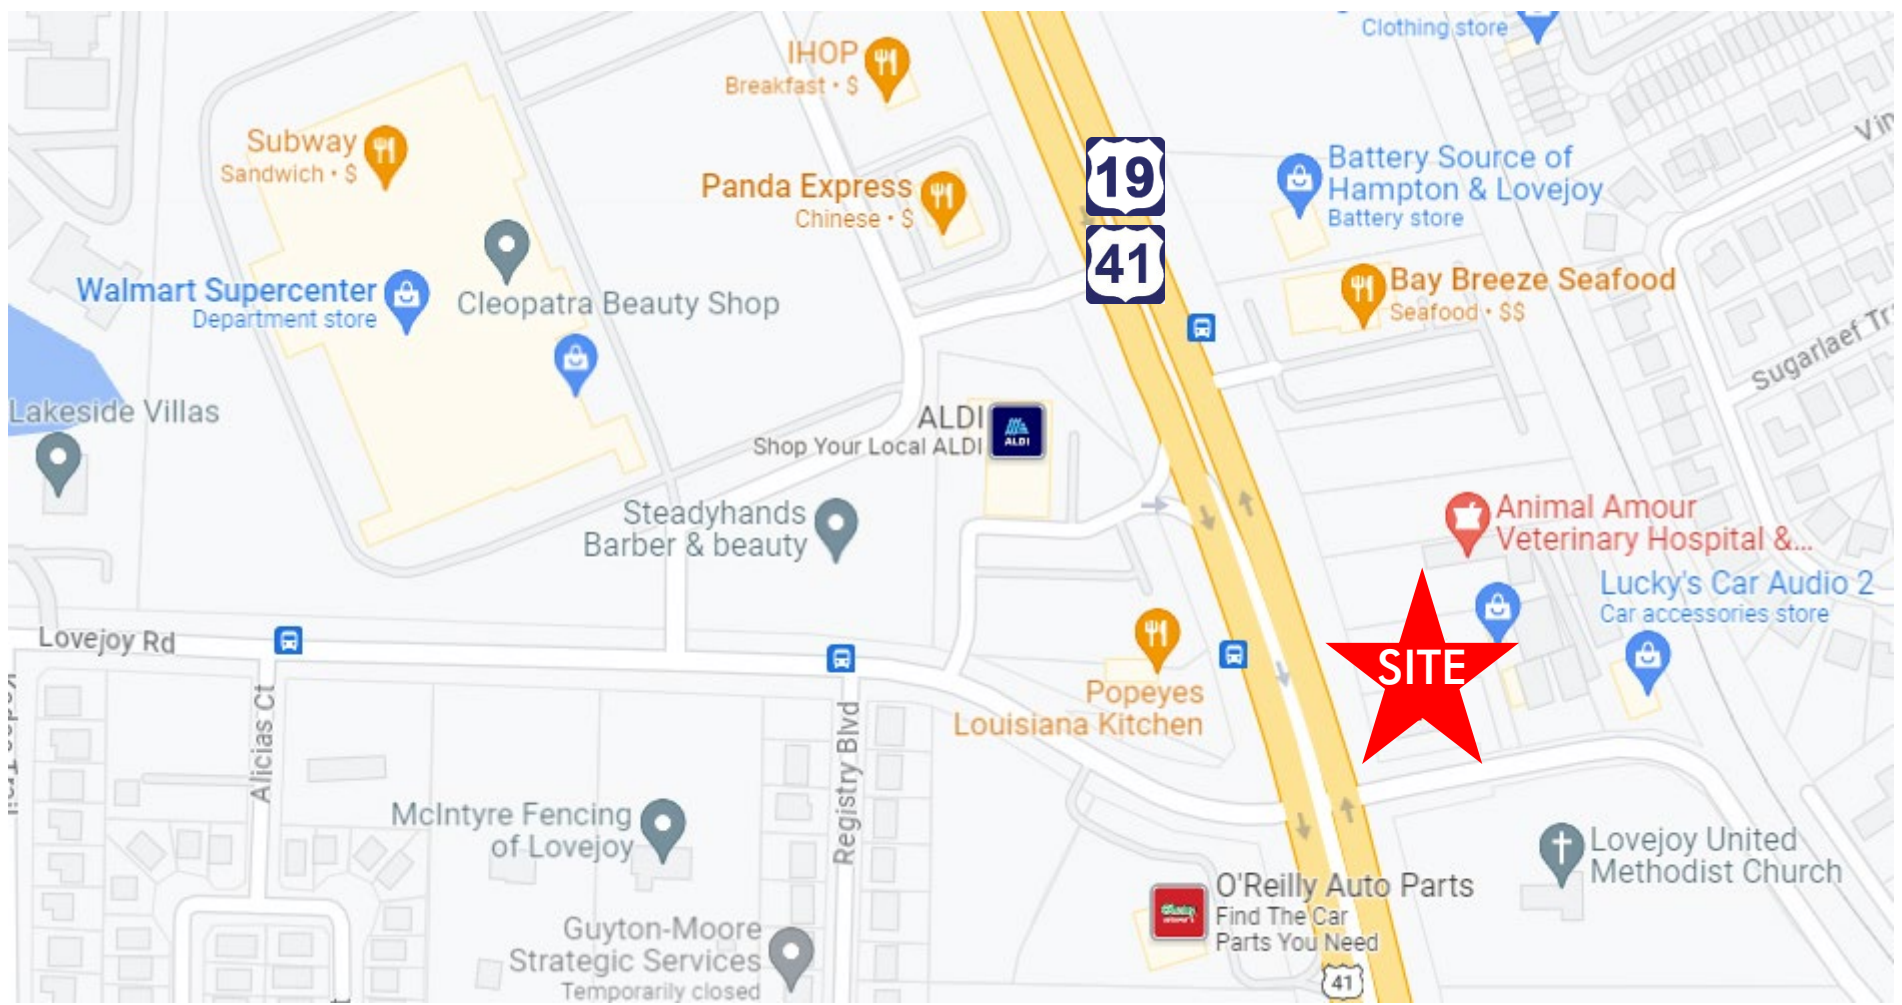 Clothing store
IHOP
Breakfast • $
Subway
Sandwich • $
Panda Express
Chinese • $
19
41
Battery Source of
Hampton & Lovejoy
Battery store
Vin
Walmart Supercenter
Department store
Cleopatra Beauty Shop
Bay Breeze Seafood
Seafood • $$
Sugarlaef Tr
Lakeside Villas
ALDI
Shop Your Local ALDI
ALDI
Steadyhands
Barber & beauty
Animal Amour
Veterinary Hospital &...
Lucky's Car Audio 2
Car accessories store
Lovejoy Rd
SITE
Popeyes
Louisiana Kitchen
Alicias Ct
Registry Blvd
McIntyre Fencing
of Lovejoy
Lovejoy United
Methodist Church
O'Reilly Auto Parts
Find The Car
Parts You Need
Guyton-Moore
Strategic Services
Temporarily closed
41